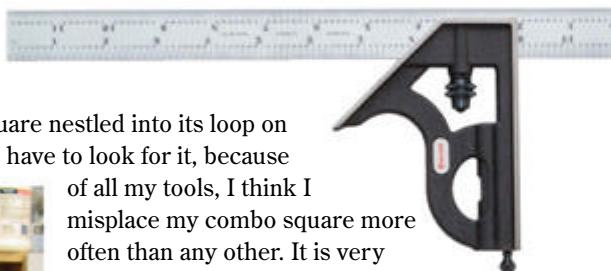 uare nestled into its loop on
have to look for it, because
of all my tools, I think I
misplace my combo square more
often than any other. It is very